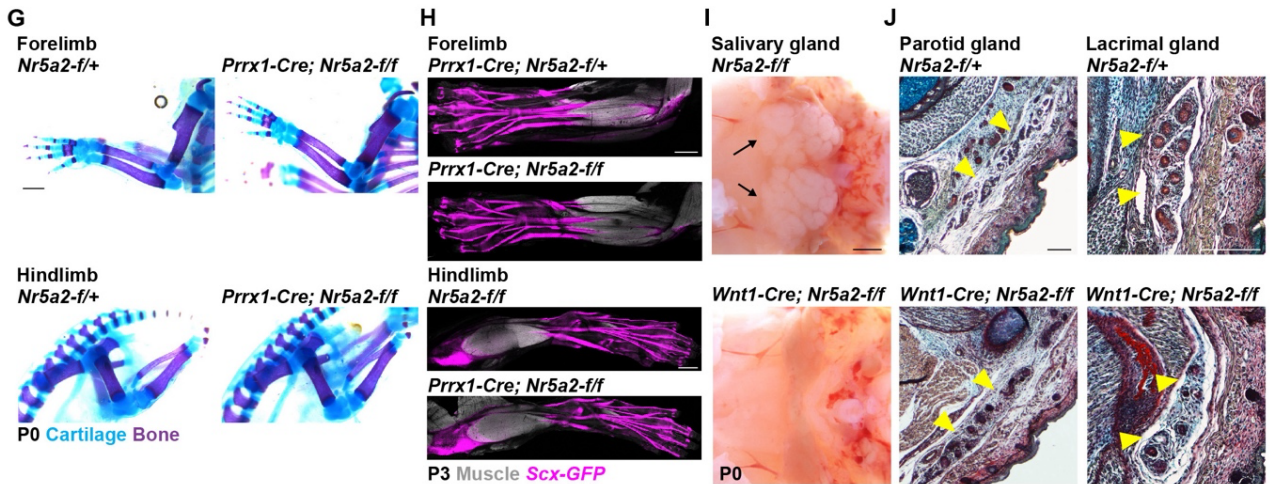 G
Forelimb
Nr5a2-f/+
Prrx1-Cre; Nr5a2-f/f
Hindlimb
Nr5a2-f/+
Prrx1-Cre; Nr5a2-f/f
P0 Cartilage Bone
H
Forelimb
Prrx1-Cre; Nr5a2-f/+
Prrx1-Cre; Nr5a2-f/f
Hindlimb
Nr5a2-f/f
Prrx1-Cre; Nr5a2-f/f
P3 Muscle Scx-GFP
I
Salivary gland
Nr5a2-f/f
Wnt1-Cre; Nr5a2-f/f
P0
J
Parotid gland
Nr5a2-f/+
Lacrimal gland
Nr5a2-f/+
Wnt1-Cre; Nr5a2-f/f
Wnt1-Cre; Nr5a2-f/f